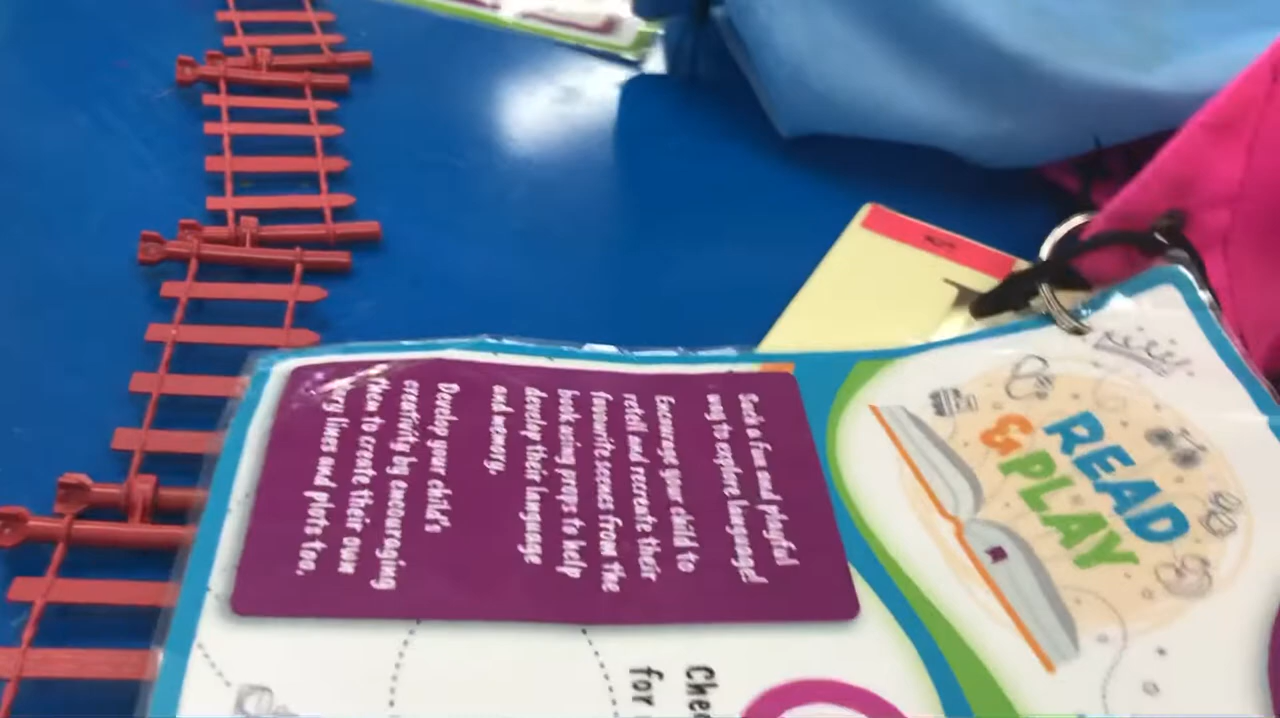 READ
& PLAY
Such a fun and playful
way to explore language!
Encourage your child to
retell and recreate their
favourite scenes from the
book using props to help
develop their language
and memory.
Develop your child's
creativity by encouraging
them to create their own
story lines and plots too.
for